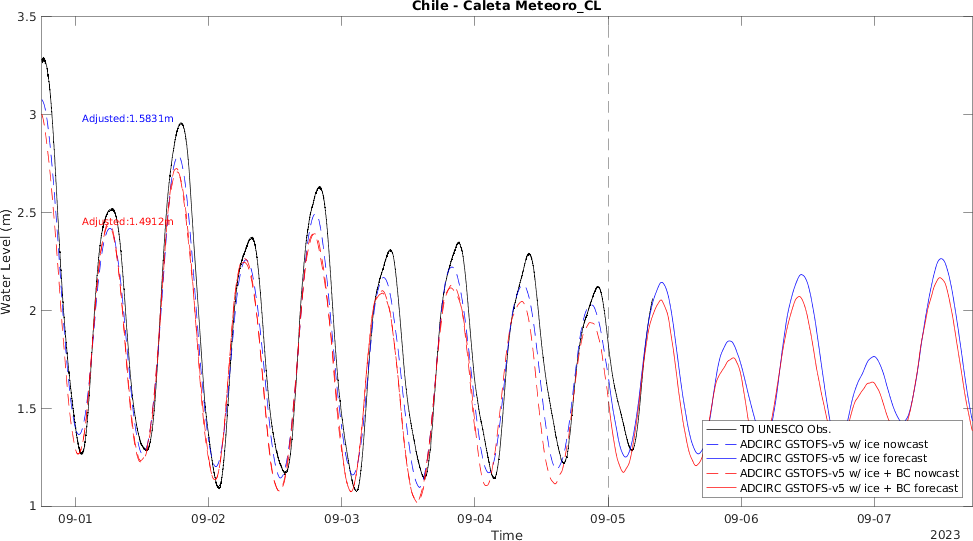 Chile - Caleta Meteoro_CL
3.5
3
2.5
2
1.5
1
Water Level (m)
Adjusted:1.5831m
Adjusted:1.4912m
TD UNESCO Obs.
ADCIRC GSTOFS-v5 w/ice nowcast
ADCIRC GSTOFS-v5 w/ice forecast
ADCIRC GSTOFS-v5 w/ice + BC nowcast
ADCIRC GSTOFS-v5 w/ice + BC forecast
09-01
09-02
09-03
09-04
09-05
09-06
09-07
Time
2023